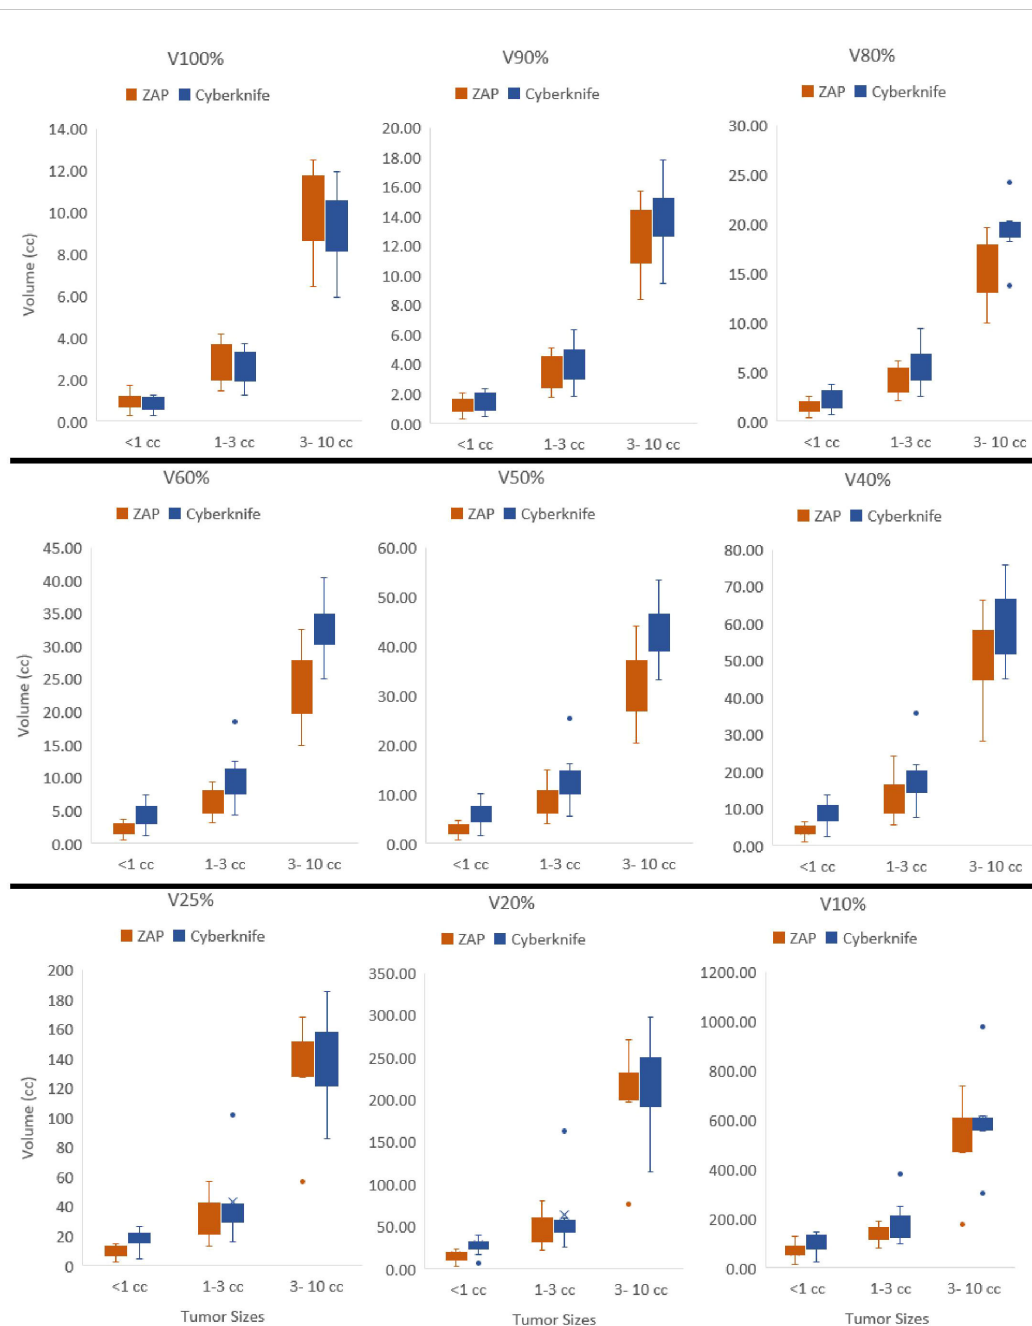 V100%
ZAP Cyberknife
14.00
12.00
10.00
8.00
6.00
4.00
2.00
0.00
Volume (cc)
<1 cc 1-3 cc 3- 10 cc
V90%
ZAP Cyberknife
20.00
18.00
16.00
14.00
12.00
10.00
8.00
6.00
4.00
2.00
0.00
<1 cc 1-3 cc 3- 10 cc
V80%
ZAP Cyberknife
30.00
25.00
20.00
15.00
10.00
5.00
0.00
<1 cc 1-3 cc 3- 10 cc
V60%
ZAP Cyberknife
45.00
40.00
35.00
30.00
25.00
20.00
15.00
10.00
5.00
0.00
Volume (cc)
<1 cc 1-3 cc 3- 10 cc
V50%
ZAP Cyberknife
60.00
50.00
40.00
30.00
20.00
10.00
0.00
<1 cc 1-3 cc 3- 10 cc
V40%
ZAP Cyberknife
80.00
70.00
60.00
50.00
40.00
30.00
20.00
10.00
0.00
<1 cc 1-3 cc 3- 10 cc
V25%
ZAP Cyberknife
200
180
160
140
120
100
80
60
40
20
0
Volume (cc)
<1 cc 1-3 cc 3- 10 cc
Tumor Sizes
V20%
ZAP Cyberknife
350.00
300.00
250.00
200.00
150.00
100.00
50.00
0.00
<1 cc 1-3 cc 3- 10 cc
Tumor Sizes
V10%
ZAP Cyberknife
1200.00
1000.00
800.00
600.00
400.00
200.00
0.00
<1 cc 1-3 cc 3- 10 cc
Tumor Sizes